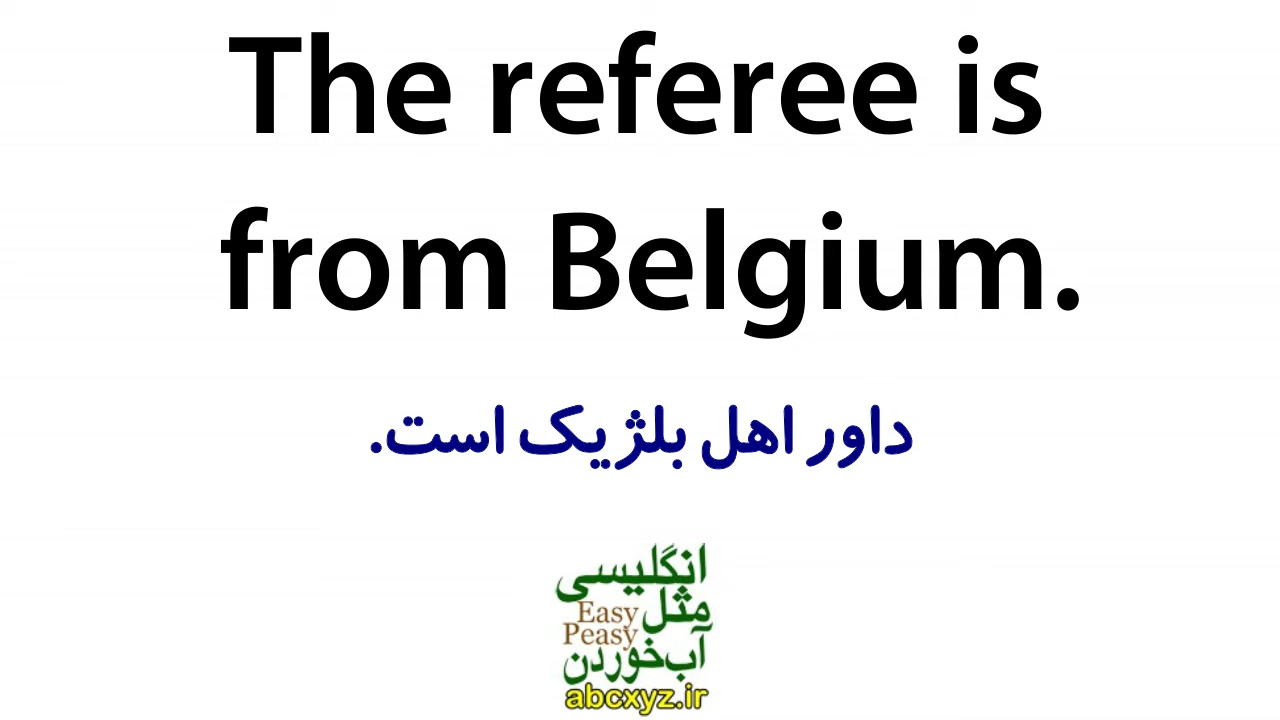 The referee is
from Belgium.
داور اهل بلژیک است.
انگلیسی
مثل
Easy
Peasy
آب‌خوردن
abcxyz.ir